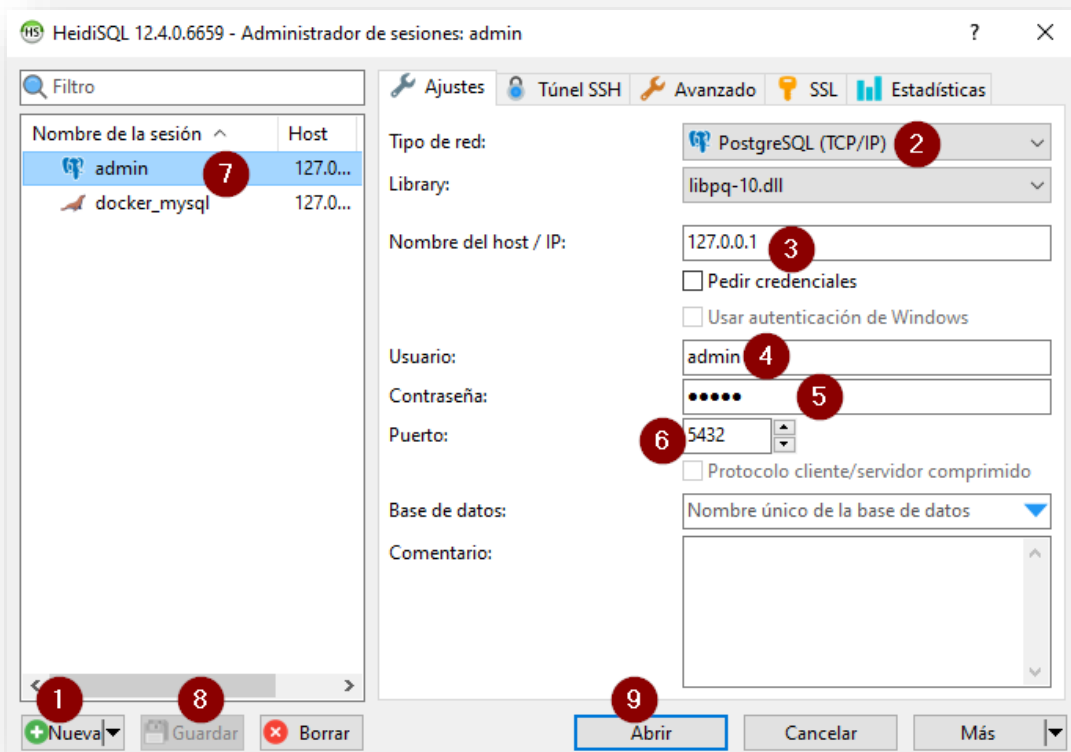 HS HeidiSQL 12.4.0.6659 - Administrador de sesiones: admin ? X
Filtro
Nombre de la sesión Host
admin 7 127.0...
docker_mysql 127.0...
Ajustes Túnel SSH Avanzado SSL Estadísticas
Tipo de red: PostgreSQL (TCP/IP) 2
Library: libpq-10.dll
Nombre del host / IP: 127.0.0.1 3
Pedir credenciales
Usar autenticación de Windows
Usuario: admin 4
Contraseña: ••••• 5
Puerto: 6 5432
Protocolo cliente/servidor comprimido
Base de datos: Nombre único de la base de datos
Comentario:
1 8 9
Nueva Guardar Borrar Abrir Cancelar Más